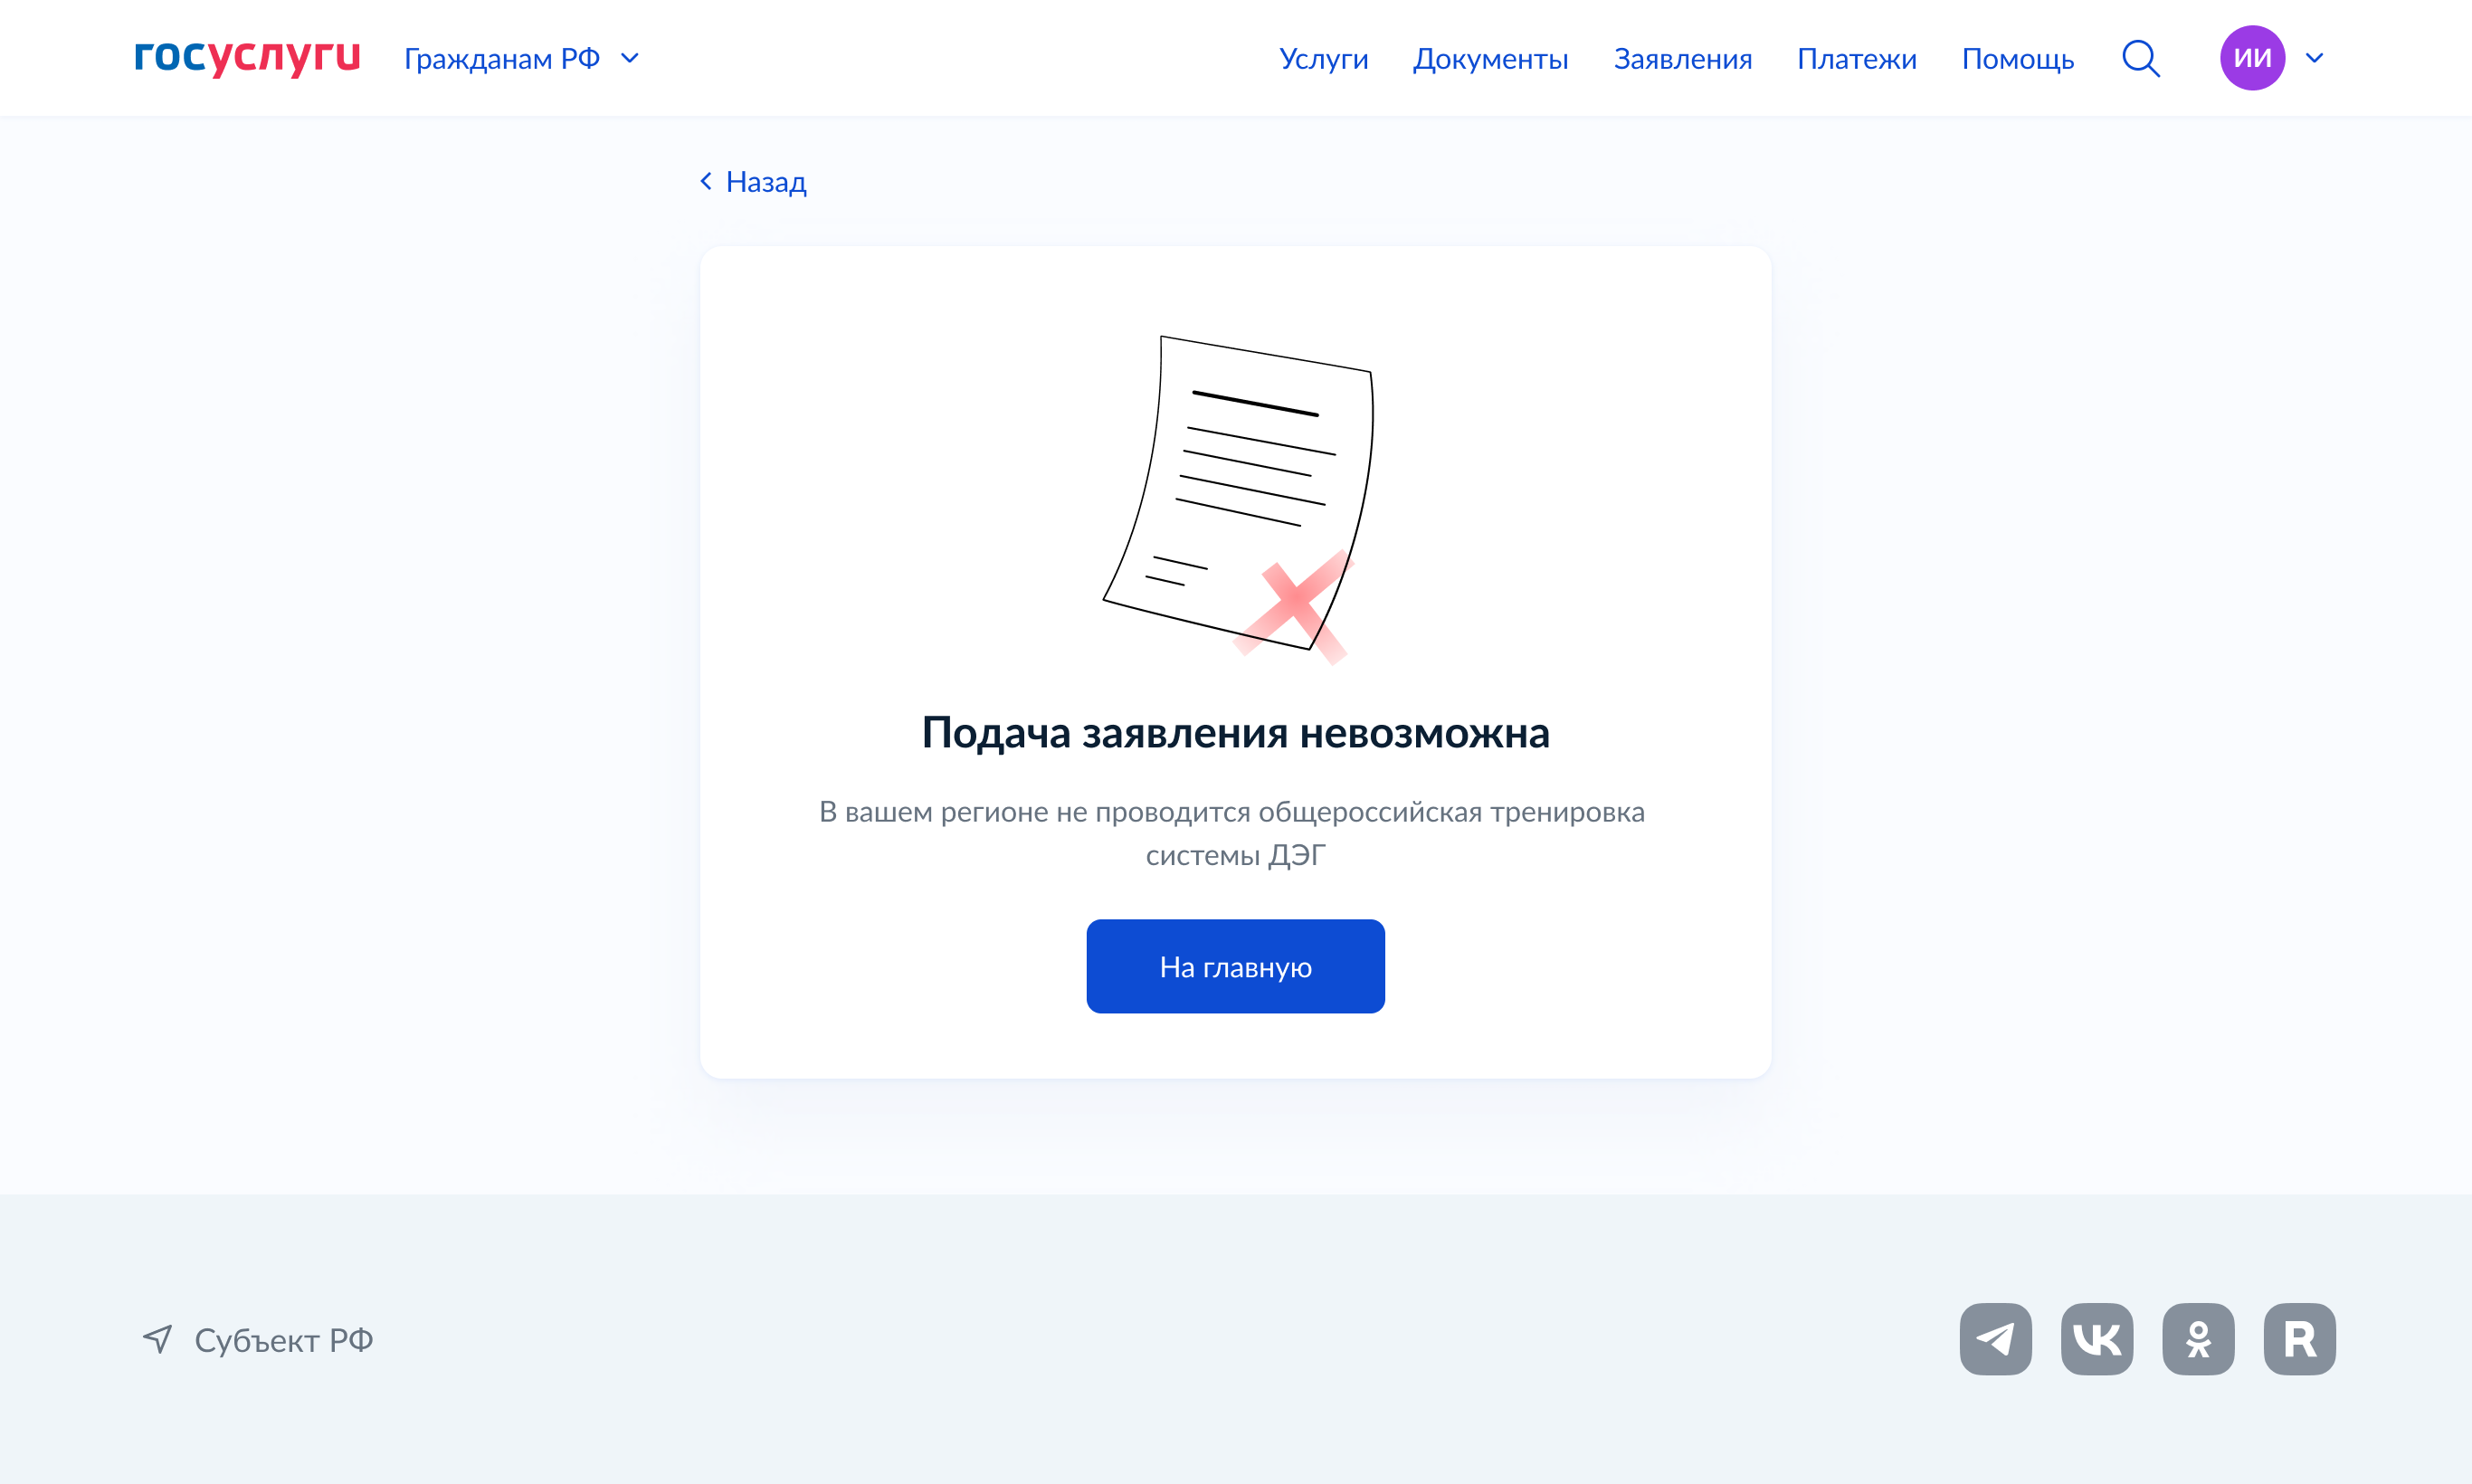 госуслуги
Гражданам РФ
Услуги
Документы
Заявления
Платежи
Помощь
ИИ
Назад
Подача заявления невозможна
В вашем регионе не проводится общероссийская тренировка
системы ДЭГ
На главную
Субъект РФ